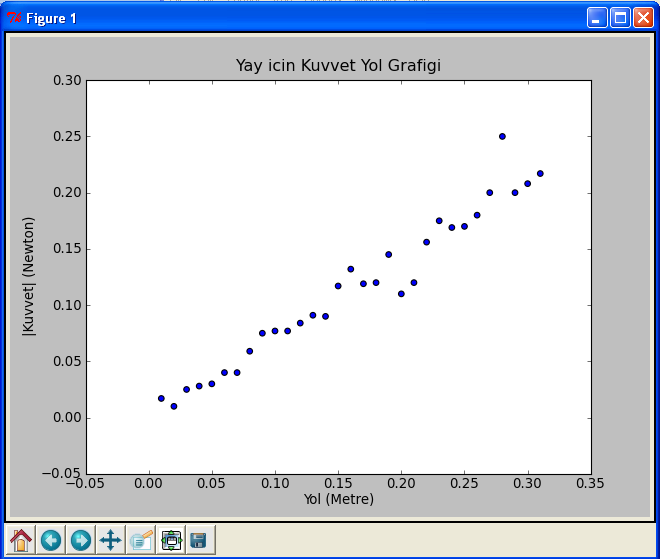 Figure 1
Yay icin Kuvvet Yol Grafigi
0.30
0.25
0.20
0.15
0.10
0.05
0.00
−0.05
|Kuvvet| (Newton)
−0.05 0.00 0.05 0.10 0.15 0.20 0.25 0.30 0.35
Yol (Metre)